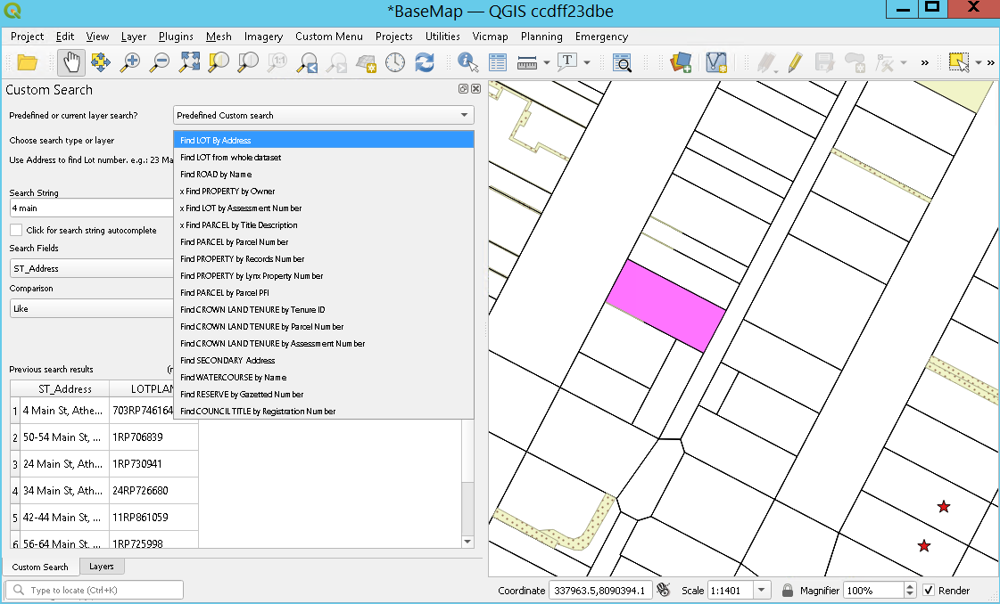 *BaseMap — QGIS ccdff23dbe
Project Edit View Layer Plugins Mesh Imagery Custom Menu Projects Utilities Vicmap Planning Emergency
Custom Search
Predefined or current layer search? Predefined Custom search
Choose search type or layer
Use Address to find Lot number. e.g.: 23 Ma
Find LOT By Address
Find LOT from whole dataset
Find ROAD by Name
x Find PROPERTY by Owner
x Find LOT by Assessment Number
x Find PARCEL by Title Description
Find PARCEL by Parcel Number
Find PROPERTY by Records Number
Find PROPERTY by Lynx Property Number
Find PARCEL by Parcel PFI
Find CROWN LAND TENURE by Tenure ID
Find CROWN LAND TENURE by Parcel Number
Find CROWN LAND TENURE by Assessment Number
Find SECONDARY Address
Find WATERCOURSE by Name
Find RESERVE by Gazetted Number
Find COUNCIL TITLE by Registration Number
Search String
4 main
Click for search string autocomplete
Search Fields
ST_Address
Comparison
Like
Previous search results (r
ST_Address LOTPLAN
1 4 Main St, Athe... 703RP746164
2 50-54 Main St, ... 1RP706839
3 24 Main St, Ath... 1RP730941
4 34 Main St, Ath... 24RP726680
5 42-44 Main St, ... 11RP861059
6 56-64 Main St, ... 1RP725998
Custom Search Layers
Type to locate (Ctrl+K)
Coordinate 337963.5,8090394.1 Scale 1:1401 Magnifier 100% Render